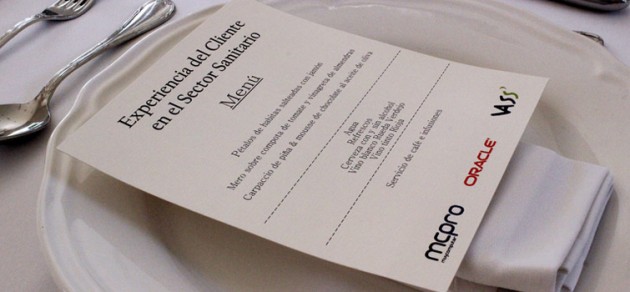 Experiencia del Cliente
en el Sector Sanitario
Menú
Pétalos de habitas salteadas con jamón
Mero sobre compota de tomate y vinagreta de almendras
Carpaccio de piña & mousse de chocolate al aceite de oliva
Agua
Refrescos
Cerveza con y sin alcohol
Vino blanco Rueda Verdejo
Vino tinto Rioja
Servicio de café e infusiones
mcpro
ORACLE
VASS